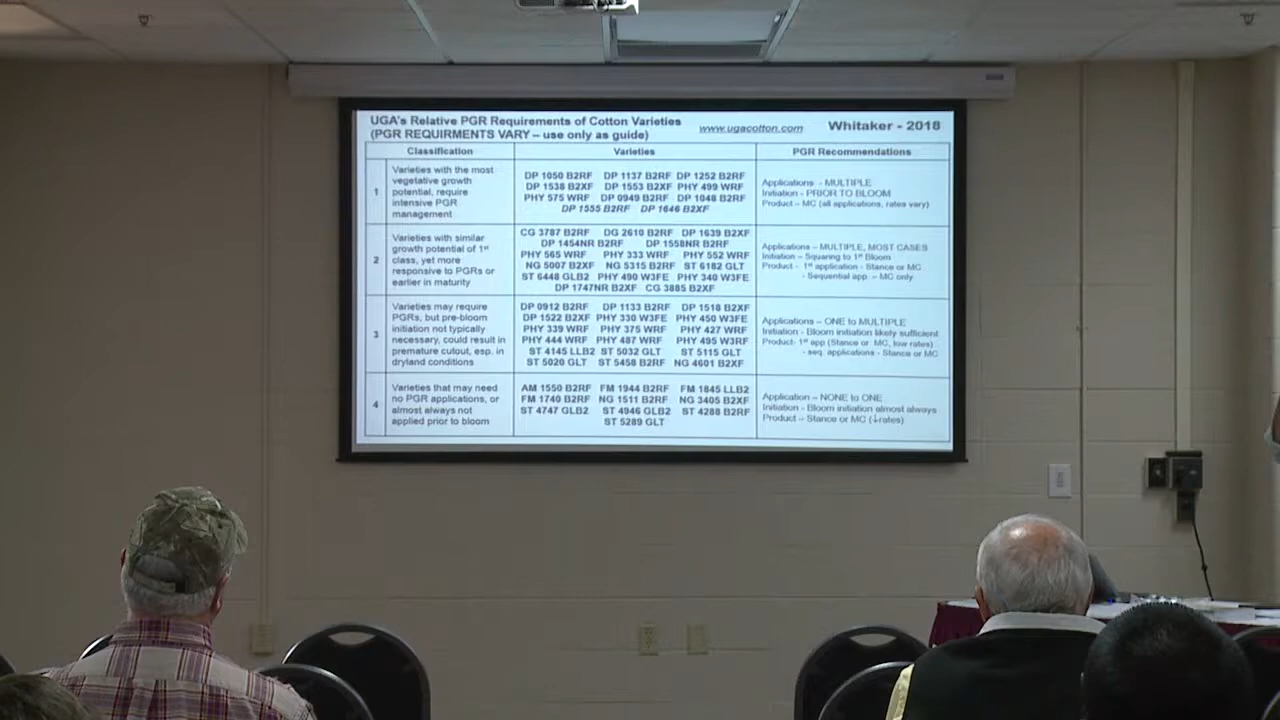 UGA's Relative PGR Requirements of Cotton Varieties
(PGR REQUIRMENTS VARY – use only as guide)
www.ugacotton.com
Whitaker - 2018
Classification
Varieties
PGR Recommendations
1
Varieties with the most
vegetative growth
potential, require
intensive PGR
management
DP 1050 B2RF DP 1137 B2RF DP 1252 B2RF
DP 1538 B2XF DP 1553 B2XF PHY 499 WRF
PHY 575 WRF DP 0949 B2RF DP 1048 B2RF
DP 1555 B2RF DP 1646 B2XF
Applications - MULTIPLE
Initiation - PRIOR TO BLOOM
Product – MC (all applications, rates vary)
2
Varieties with similar
growth potential of 1st
class, yet more
responsive to PGRs or
earlier in maturity
CG 3787 B2RF DG 2610 B2RF DP 1639 B2XF
DP 1454NR B2RF DP 1558NR B2RF
PHY 565 WRF PHY 333 WRF PHY 552 WRF
NG 5007 B2XF NG 5315 B2RF ST 6182 GLT
ST 6448 GLB2 PHY 490 W3FE PHY 340 W3FE
DP 1747NR B2XF CG 3885 B2XF
Applications – MULTIPLE, MOST CASES
Initiation – Squaring to 1st Bloom
Product - 1st application - Stance or MC
- Sequential app. – MC only
3
Varieties may require
PGRs, but pre-bloom
initiation not typically
necessary, could result in
premature cutout, esp. in
dryland conditions
DP 0912 B2RF DP 1133 B2RF DP 1518 B2XF
DP 1522 B2XF PHY 330 W3FE PHY 450 W3FE
PHY 339 WRF PHY 375 WRF PHY 427 WRF
PHY 444 WRF PHY 487 WRF PHY 495 W3RF
ST 4145 LLB2 ST 5032 GLT ST 5115 GLT
ST 5020 GLT ST 5458 B2RF NG 4601 B2XF
Applications – ONE to MULTIPLE
Initiation - Bloom initiation likely sufficient
Product- 1st app (Stance or MC, low rates)
- seq. applications - Stance or MC
4
Varieties that may need
no PGR applications, or
almost always not
applied prior to bloom
AM 1550 B2RF FM 1944 B2RF FM 1845 LLB2
FM 1740 B2RF NG 1511 B2RF NG 3405 B2XF
ST 4747 GLB2 ST 4946 GLB2 ST 4288 B2RF
ST 5289 GLT
Application – NONE to ONE
Initiation - Bloom initiation almost always
Product – Stance or MC (↓rates)